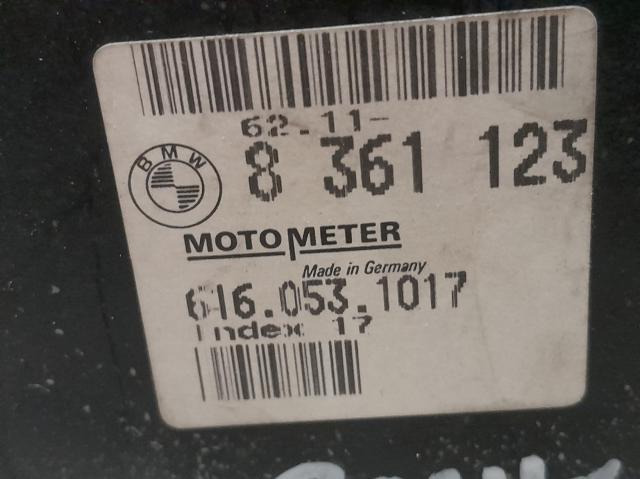 62.11-
BMW
8 361 123
MOTOMETER
Made in Germany
616.053.1017
Index 17